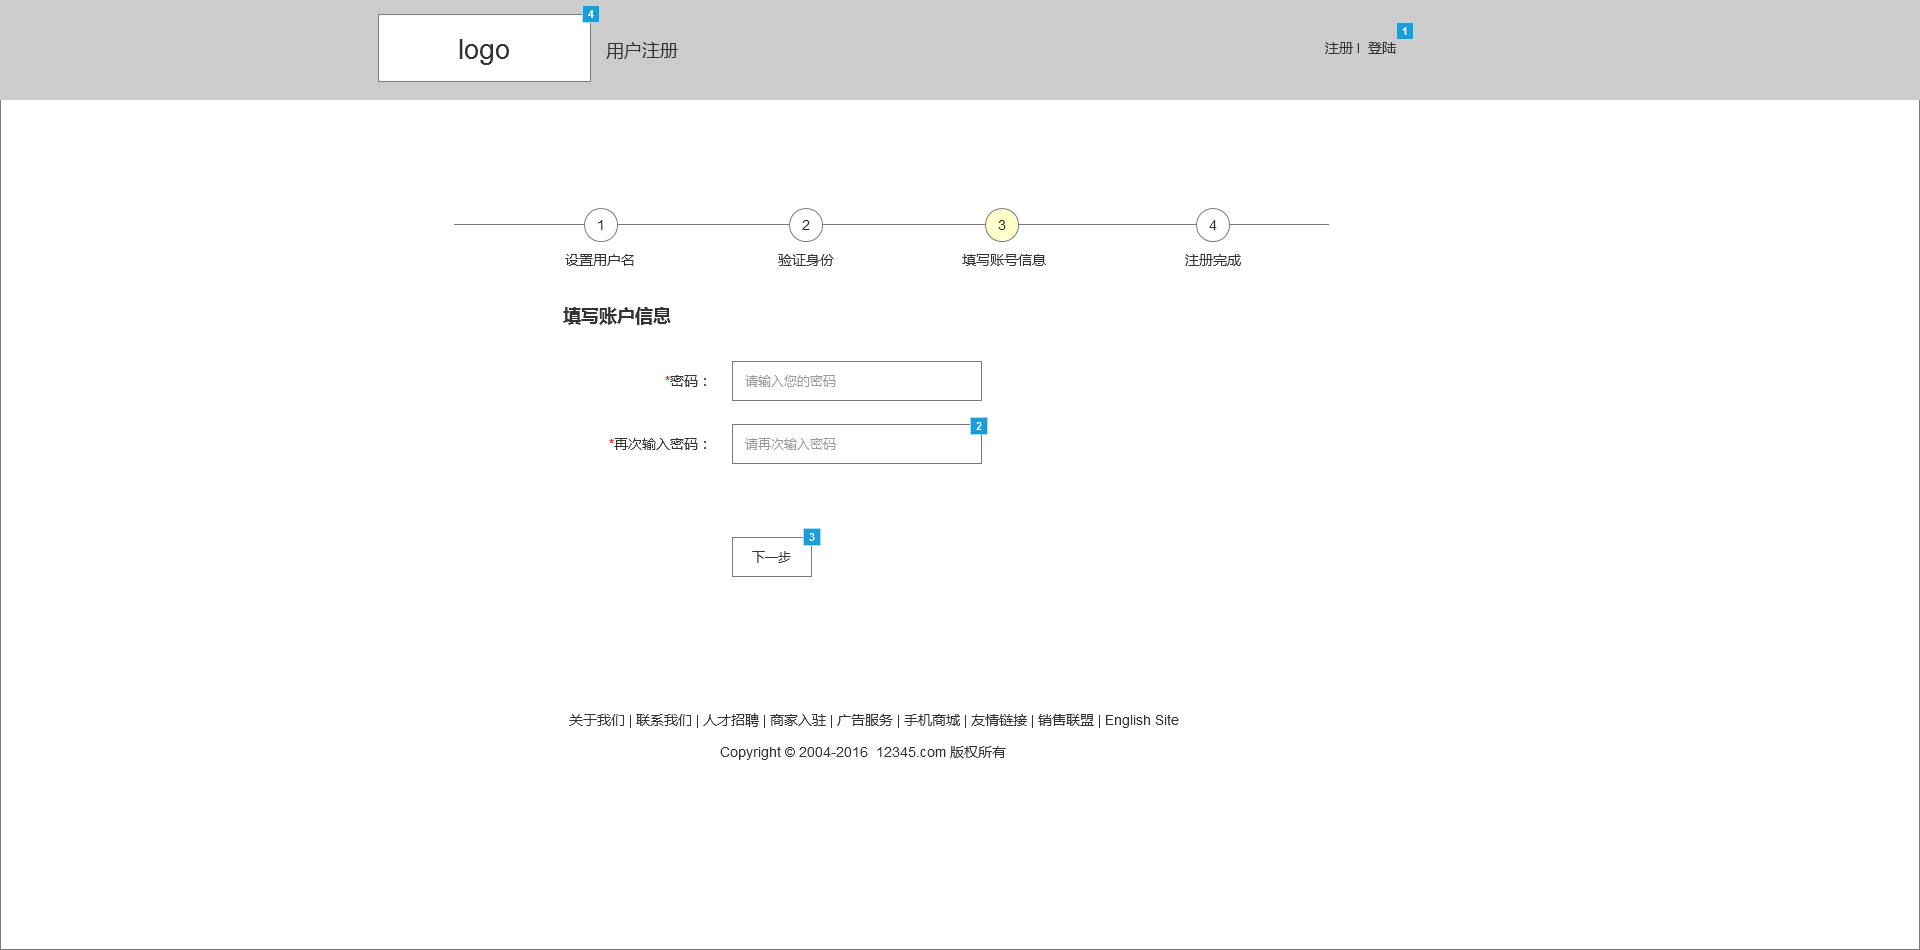 4
logo
用户注册
1
注册 | 登陆
1
2
3
4
设置用户名
验证身份
填写账号信息
注册完成
填写账户信息
*密码：
请输入您的密码
2
*再次输入密码：
请再次输入密码
3
下一步
关于我们 | 联系我们 | 人才招聘 | 商家入驻 | 广告服务 | 手机商城 | 友情链接 | 销售联盟 | English Site
Copyright © 2004-2016 12345.com 版权所有